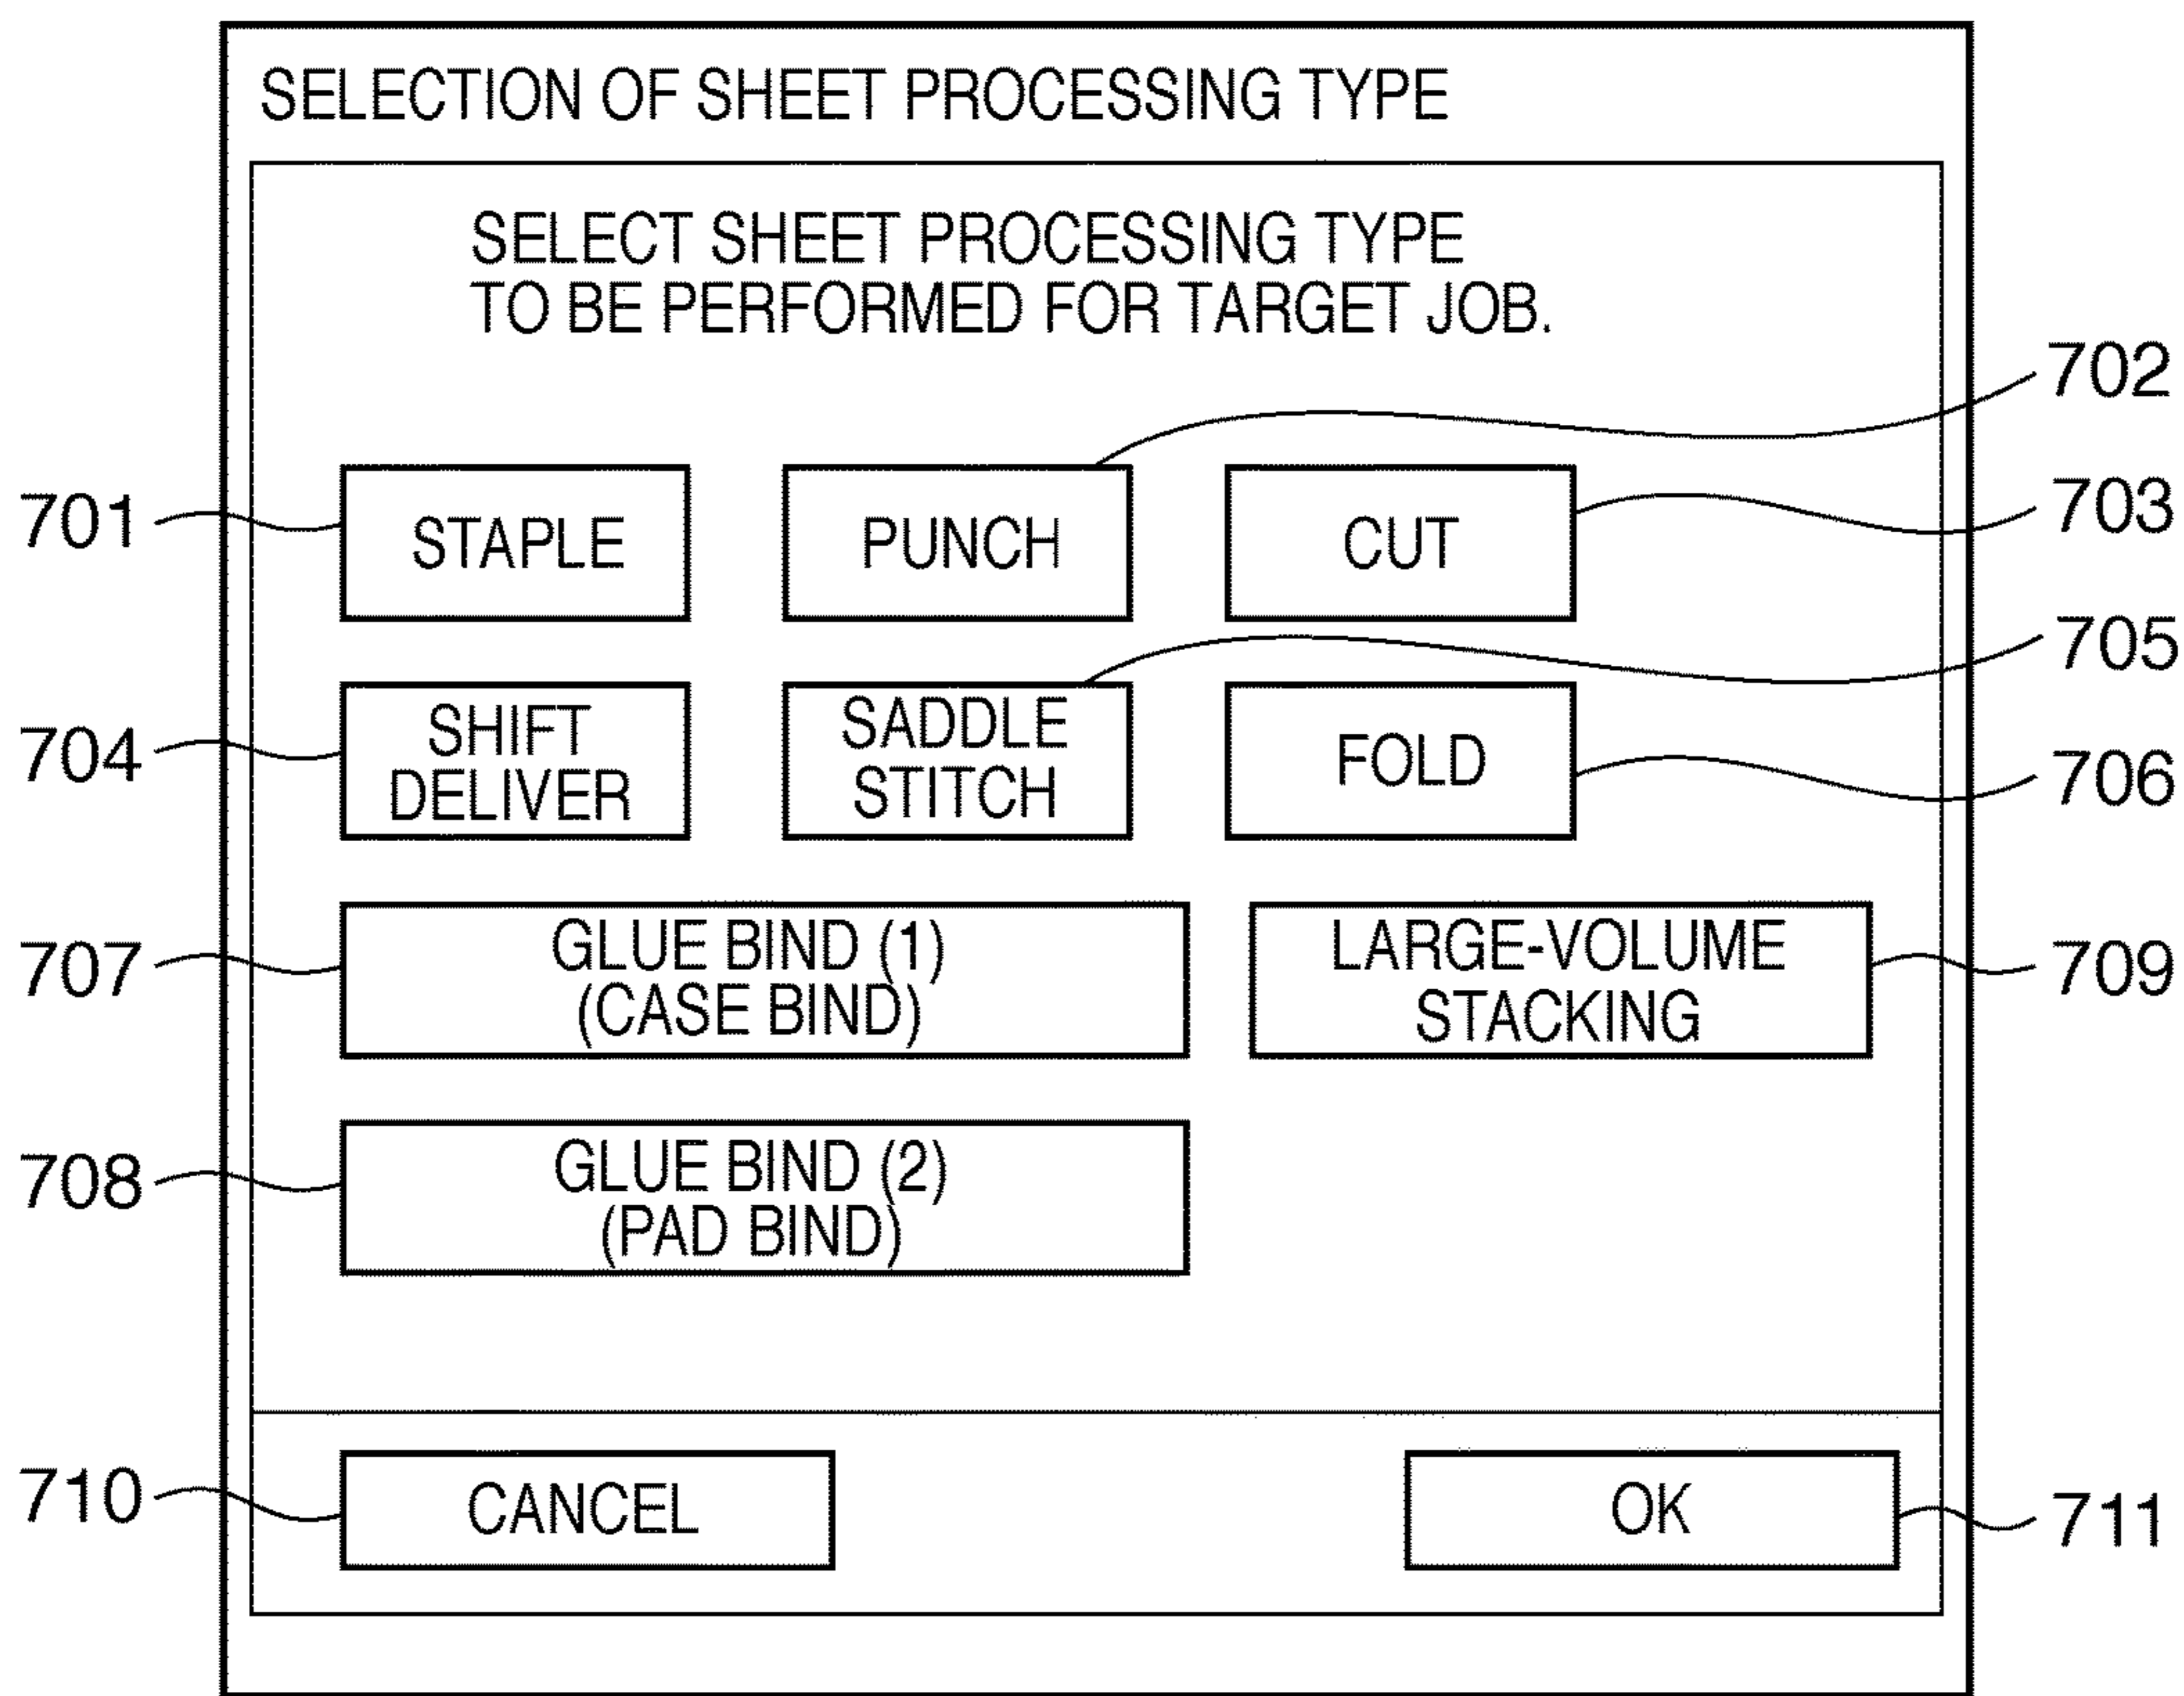 SELECTION OF SHEET PROCESSING TYPE
SELECT SHEET PROCESSING TYPE
TO BE PERFORMED FOR TARGET JOB.
702
701
STAPLE
PUNCH
CUT
703
705
704
SHIFT
DELIVER
SADDLE
STITCH
FOLD
706
707
GLUE BIND (1)
(CASE BIND)
LARGE-VOLUME
STACKING
709
708
GLUE BIND (2)
(PAD BIND)
710
CANCEL
OK
711